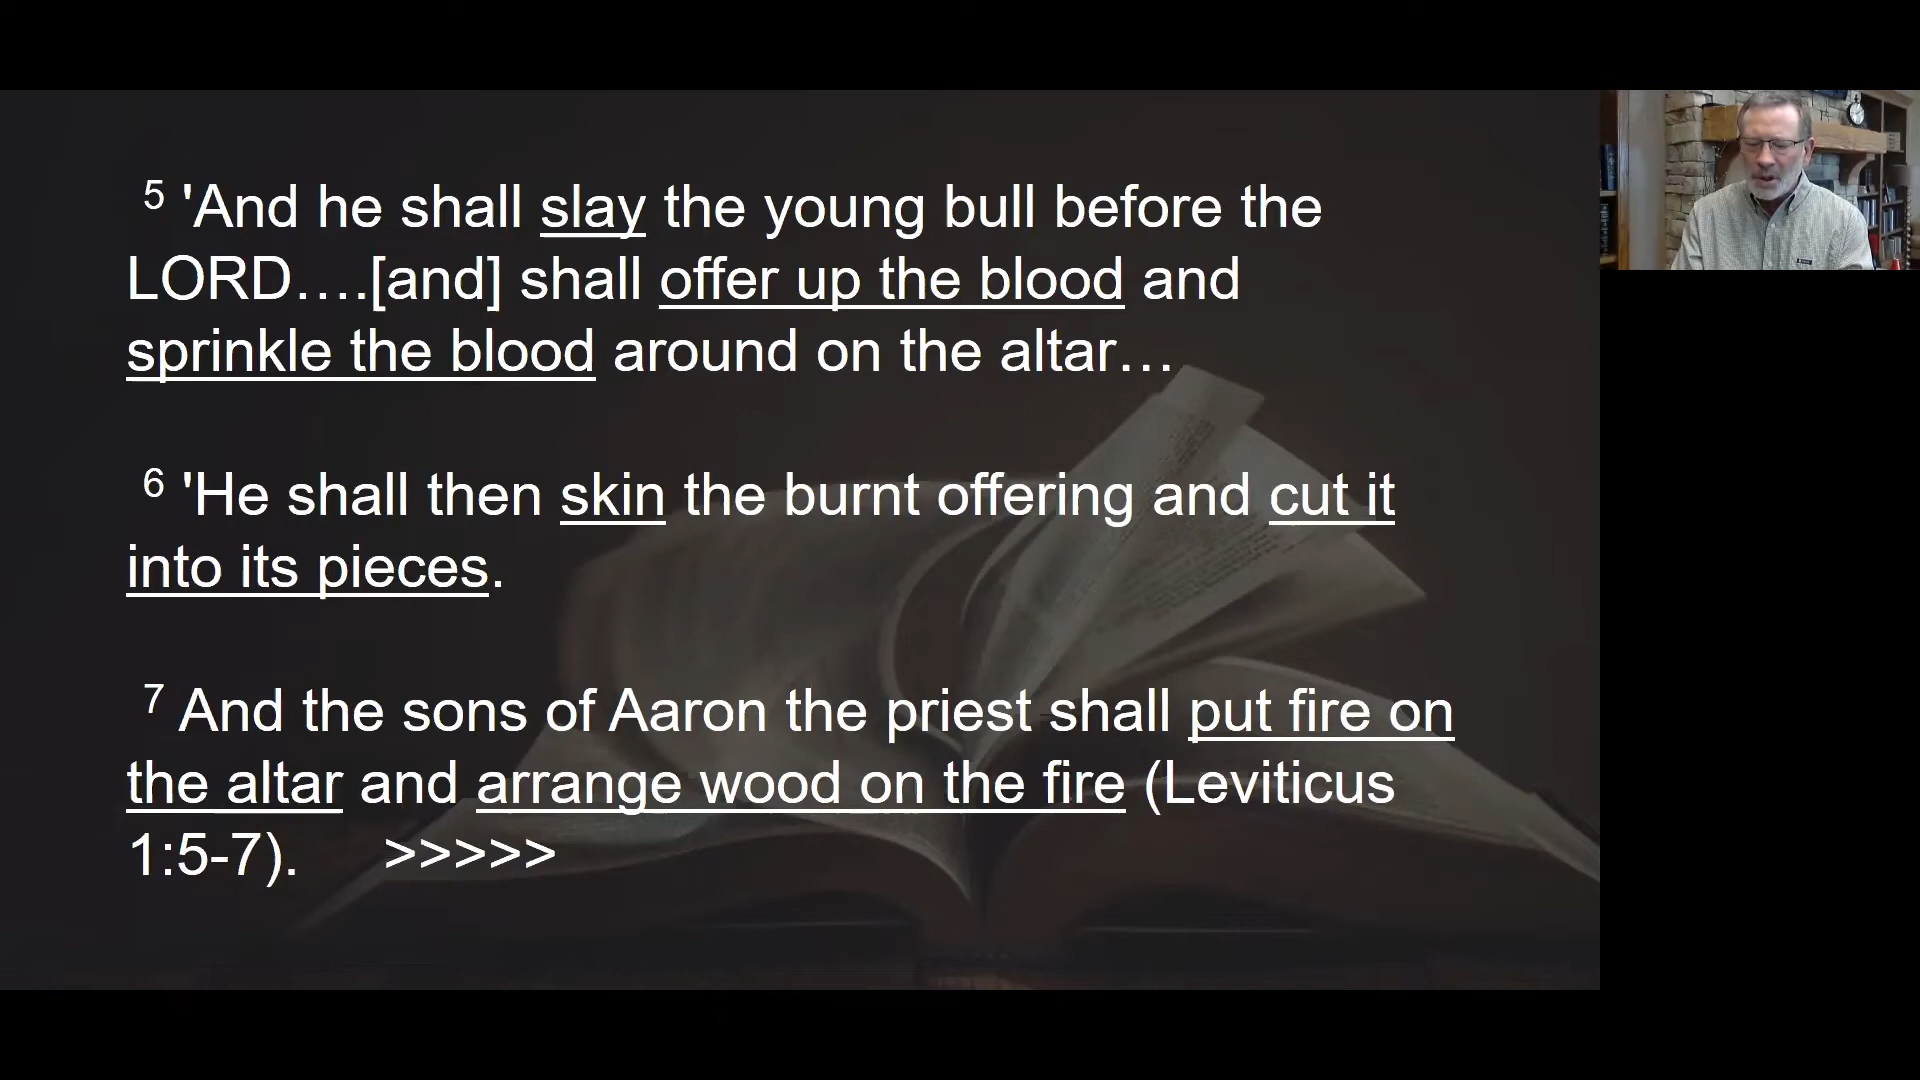 5 'And he shall slay the young bull before the
LORD….[and] shall offer up the blood and
sprinkle the blood around on the altar…
6 'He shall then skin the burnt offering and cut it
into its pieces.
7 And the sons of Aaron the priest shall put fire on
the altar and arrange wood on the fire (Leviticus
1:5-7). >>>>>